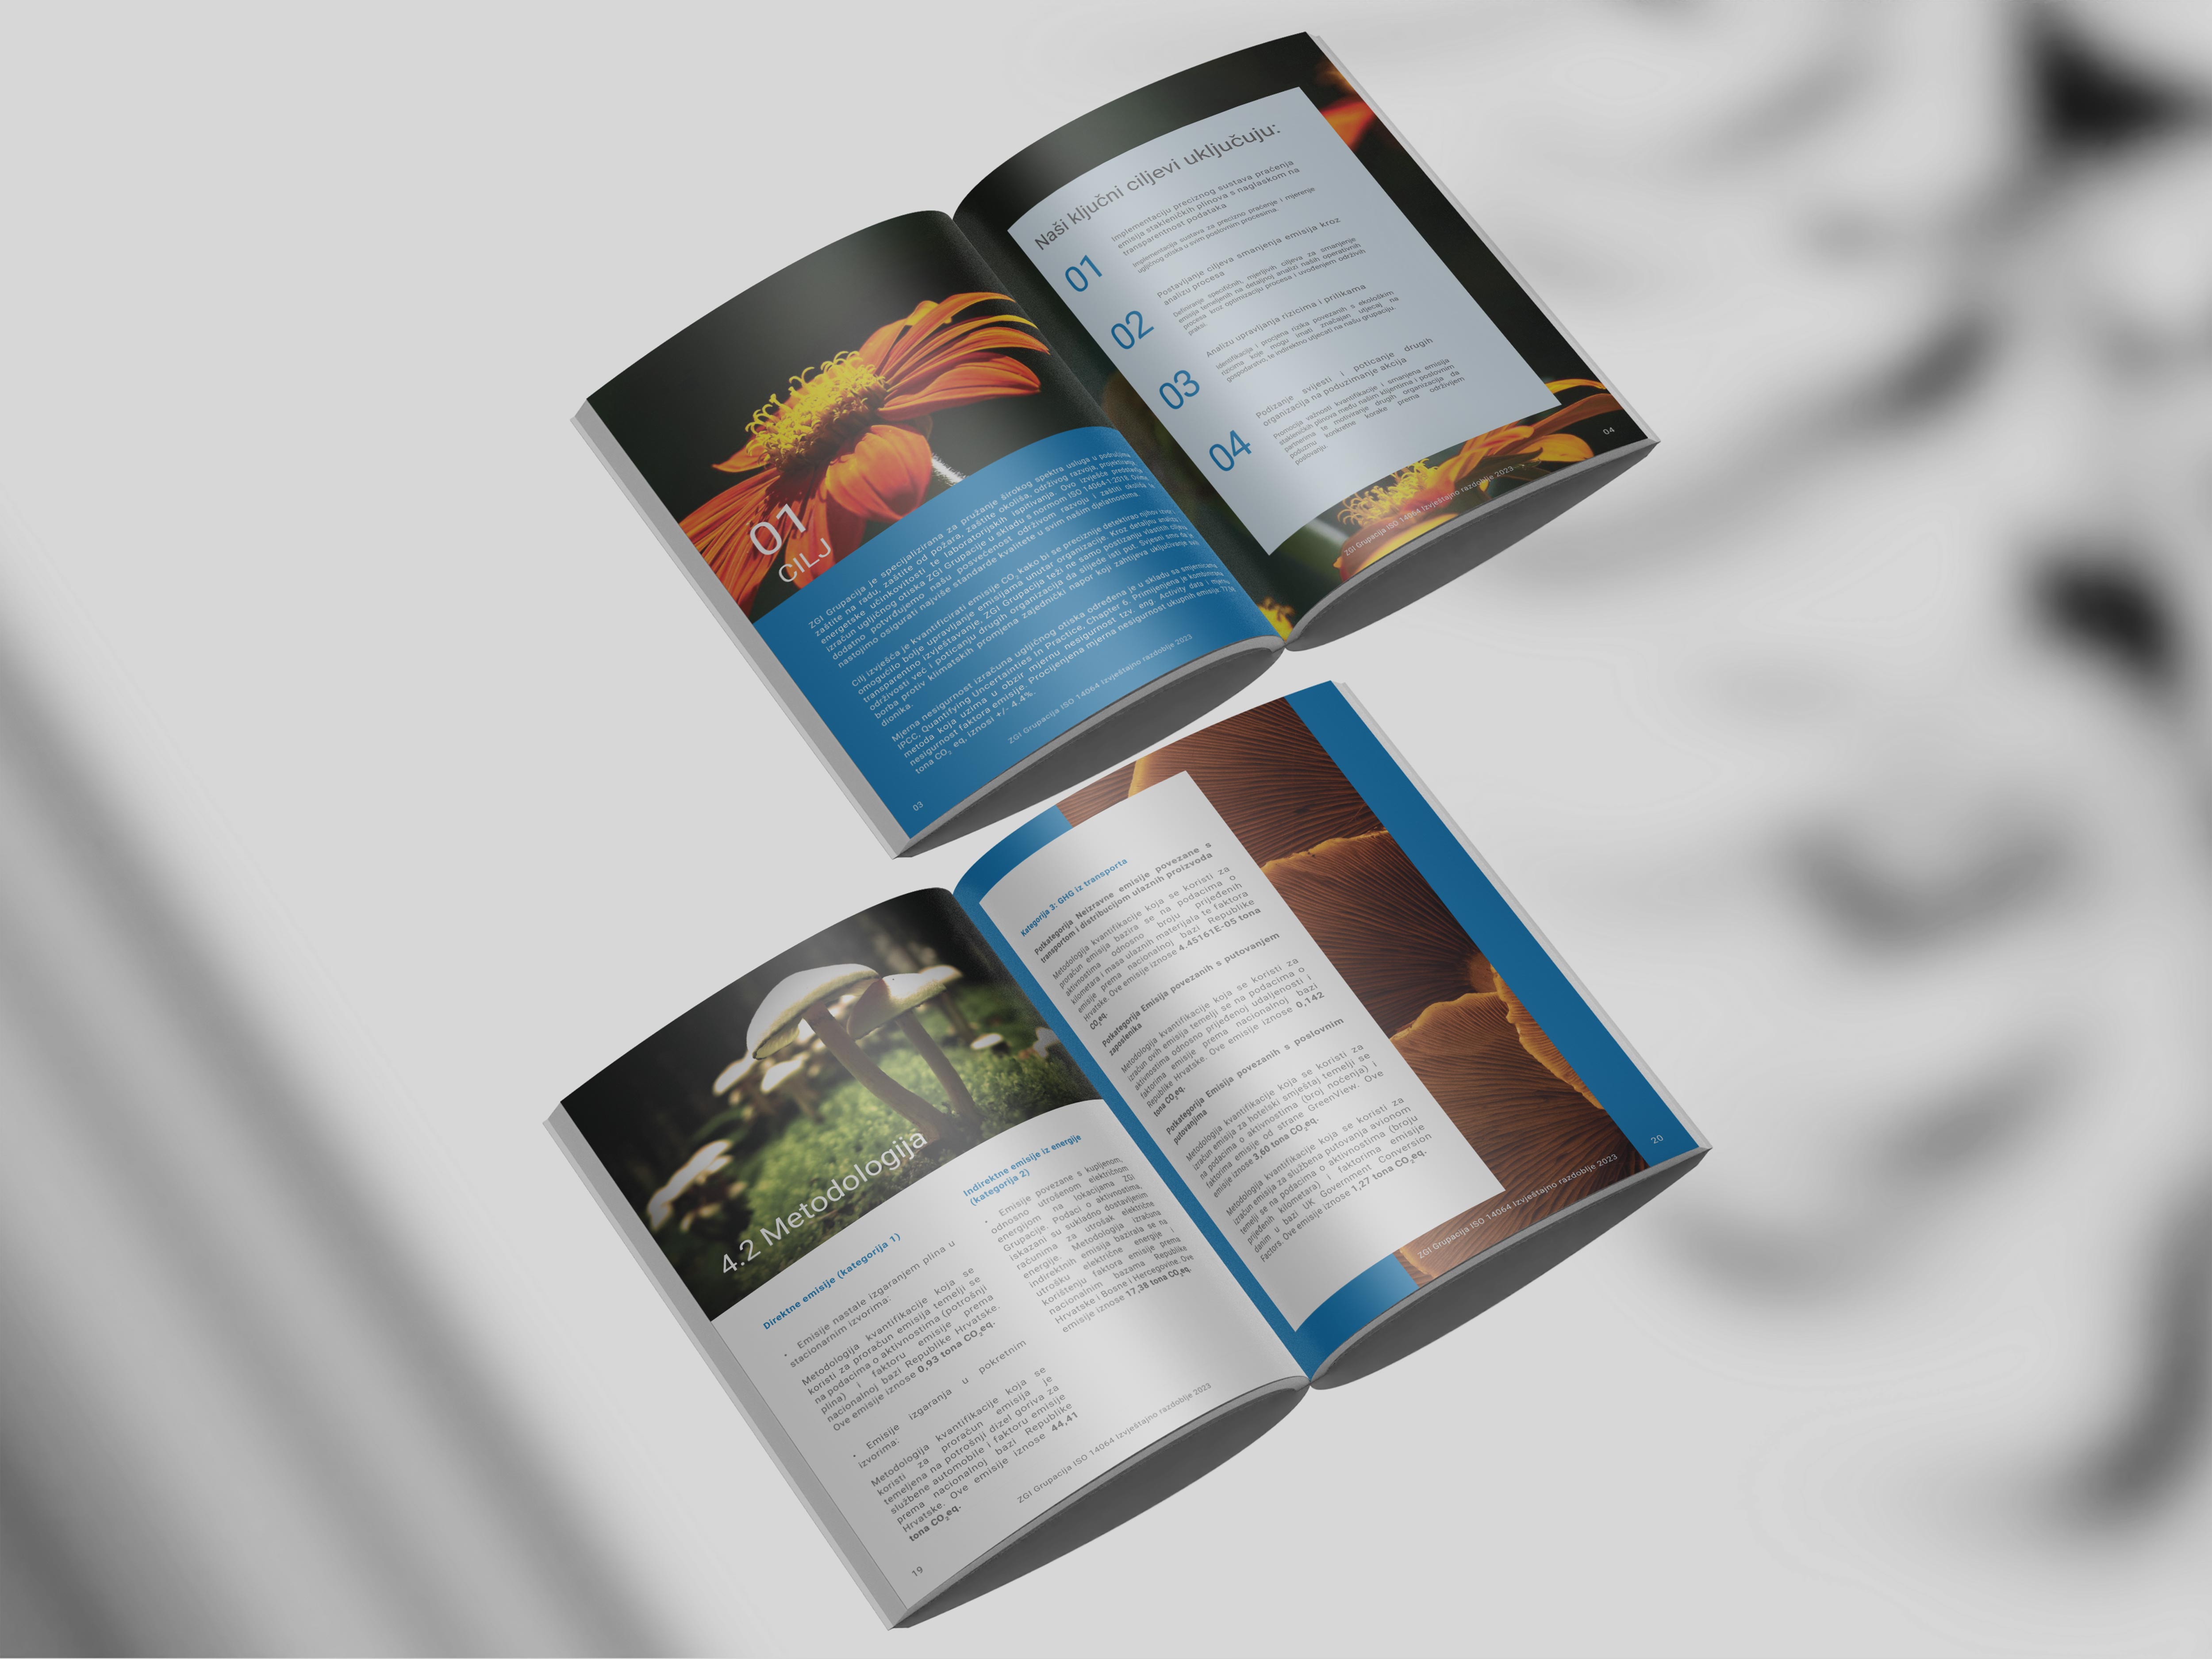 01
CILJ
ZGI Grupacija je specijalizirana za pružanje širokog spektra usluga u području
zaštite na radu, zaštite od požara, zaštite okoliša, održivog razvoja, projektiranja,
energetske učinkovitosti te laboratorijskih ispitivanja. Ovo izvješće predstavlja
izračun ugljičnog otiska ZGI Grupacije u skladu s normom ISO 14064-1:2018.
dodatno potvrđujemo našu posvećenost održivom razvoju i zaštiti okoliša te
nastojimo osigurati najviše standarde kvalitete u svim našim djelatnostima.
Cilj izvješća je kvantificirati emisije CO₂ kako bi se preciznije detektirao njihov izvor i
omogućilo bolje upravljanje emisijama unutar organizacije. Kroz detaljnu analizu i
transparentno izvještavanje, ZGI Grupacija teži ne samo postizanju vlastitih ciljeva
održivosti već i poticanju drugih organizacija da slijede isti put. Svjesni smo da je
borba protiv klimatskih promjena zajednički napor koji zahtijeva uključivanje svih
dionika.
Mjerna nesigurnost izračuna ugljičnog otiska određena je u skladu sa smjernicama
IPCC, Quantifying Uncertainties in Practice, Chapter 6. Primijenjena je kombinirana
metoda koja uzima u obzir mjernu nesigurnost tzv. eng. Activity data i mjernu
nesigurnost faktora emisije. Procijenjena mjerna nesigurnost ukupnih emisija
tona CO₂ eq. iznosi +/- 4.4%.
ZGI Grupacija ISO 14064 Izvještajno razdoblje 2023
03
Naši ključni ciljevi uključuju:
01
Implementaciju preciznog sustava praćenja
emisija stakleničkih plinova s naglaskom na
transparentnost podataka
Implementacija sustava za precizno praćenje i mjerenje
ugljičnog otiska u svim poslovnim procesima.
02
Postavljanje ciljeva smanjenja emisija kroz
analizu procesa
Definiranje specifičnih, mjerljivih ciljeva za smanjenje
emisija temeljenih na detaljnoj analizi naših operativnih
procesa kroz optimizaciju procesa i uvođenjem održivih
praksi.
03
Analizu upravljanja rizicima i prilikama
Identifikacija i procjena rizika povezanih s ekološkim
rizicima koje mogu imati značajan utjecaj na
gospodarstvo, te indirektno utjecati na našu grupaciju.
04
Podizanje svijesti i poticanje drugih
organizacija na poduzimanje akcija
Promocija važnosti kvantifikacije i smanjena emisija
stakleničkih plinova među našim klijentima i poslovnim
partnerima te motiviranje drugih organizacija da
poduzmu konkretne korake prema održivijem
poslovanju.
ZGI Grupacija ISO 14064 Izvještajno razdoblje 2023
04
4.2 Metodologija
Direktne emisije (kategorija 1)
• Emisije nastale izgaranjem plina u
stacionarnim izvorima:
Metodologija kvantifikacije koja se
koristi za proračun emisija temelji se
na podacima o aktivnostima (potrošnji
plina) i faktoru emisije prema
nacionalnoj bazi Republike Hrvatske.
Ove emisije iznose 0,93 tona CO₂eq.
• Emisije izgaranja u pokretnim
izvorima:
Metodologija kvantifikacije koja se
koristi za proračun emisija je
temeljena na potrošnji dizel goriva za
službene automobile i faktoru emisije
prema nacionalnoj bazi Republike
Hrvatske. Ove emisije iznose 44,41
tona CO₂eq.
Indirektne emisije iz energije
(kategorija 2)
• Emisije povezane s kupljenom,
odnosno utrošenom električnom
energijom na lokacijama ZGI
Grupacije. Podaci o aktivnostima,
iskazani su sukladno dostavljenim
računima za utrošak električne
energije. Metodologija izračuna
indirektnih emisija bazirala se na
utrošku električne energije i
korištenju faktora emisije prema
nacionalnim bazama Republike
Hrvatske i Bosne i Hercegovine. Ove
emisije iznose 17,38 tona CO₂eq.
ZGI Grupacija ISO 14064 Izvještajno razdoblje 2023
19
Kategorija 3: GHG iz transporta
Potkategorija Neizravne emisije povezane s
transportom i distribucijom ulaznih proizvoda
Metodologija kvantifikacije koja se koristi za
proračun emisija bazira se na podacima o
aktivnostima odnosno broju prijeđenih
kilometara i masa ulaznih materijala te faktora
emisije prema nacionalnoj bazi Republike
Hrvatske. Ove emisije iznose 4.45161E-05 tona
CO₂eq.
Potkategorija Emisija povezanih s putovanjem
zaposlenika
Metodologija kvantifikacije koja se koristi za
izračun ovih emisija temelji se na podacima o
aktivnostima odnosno prijeđenoj udaljenosti i
faktorima emisije prema nacionalnoj bazi
Republike Hrvatske. Ove emisije iznose 0,142
tona CO₂eq.
Potkategorija Emisija povezanih s poslovnim
putovanjima
Metodologija kvantifikacije koja se koristi za
izračun emisija za hotelski smještaj temelji se
na podacima o aktivnostima (broj noćenja) i
faktorima emisije od strane GreenView. Ove
emisije iznose 3,60 tona CO₂eq.
Metodologija kvantifikacije koja se koristi za
izračun emisija za službena putovanja avionom
temelji se na podacima o aktivnostima (broju
prijeđenih kilometara) i faktorima emisije
danim u bazi UK Government Conversion
Factors. Ove emisije iznose 1,27 tona CO₂eq.
ZGI Grupacija ISO 14064 Izvještajno razdoblje 2023
20